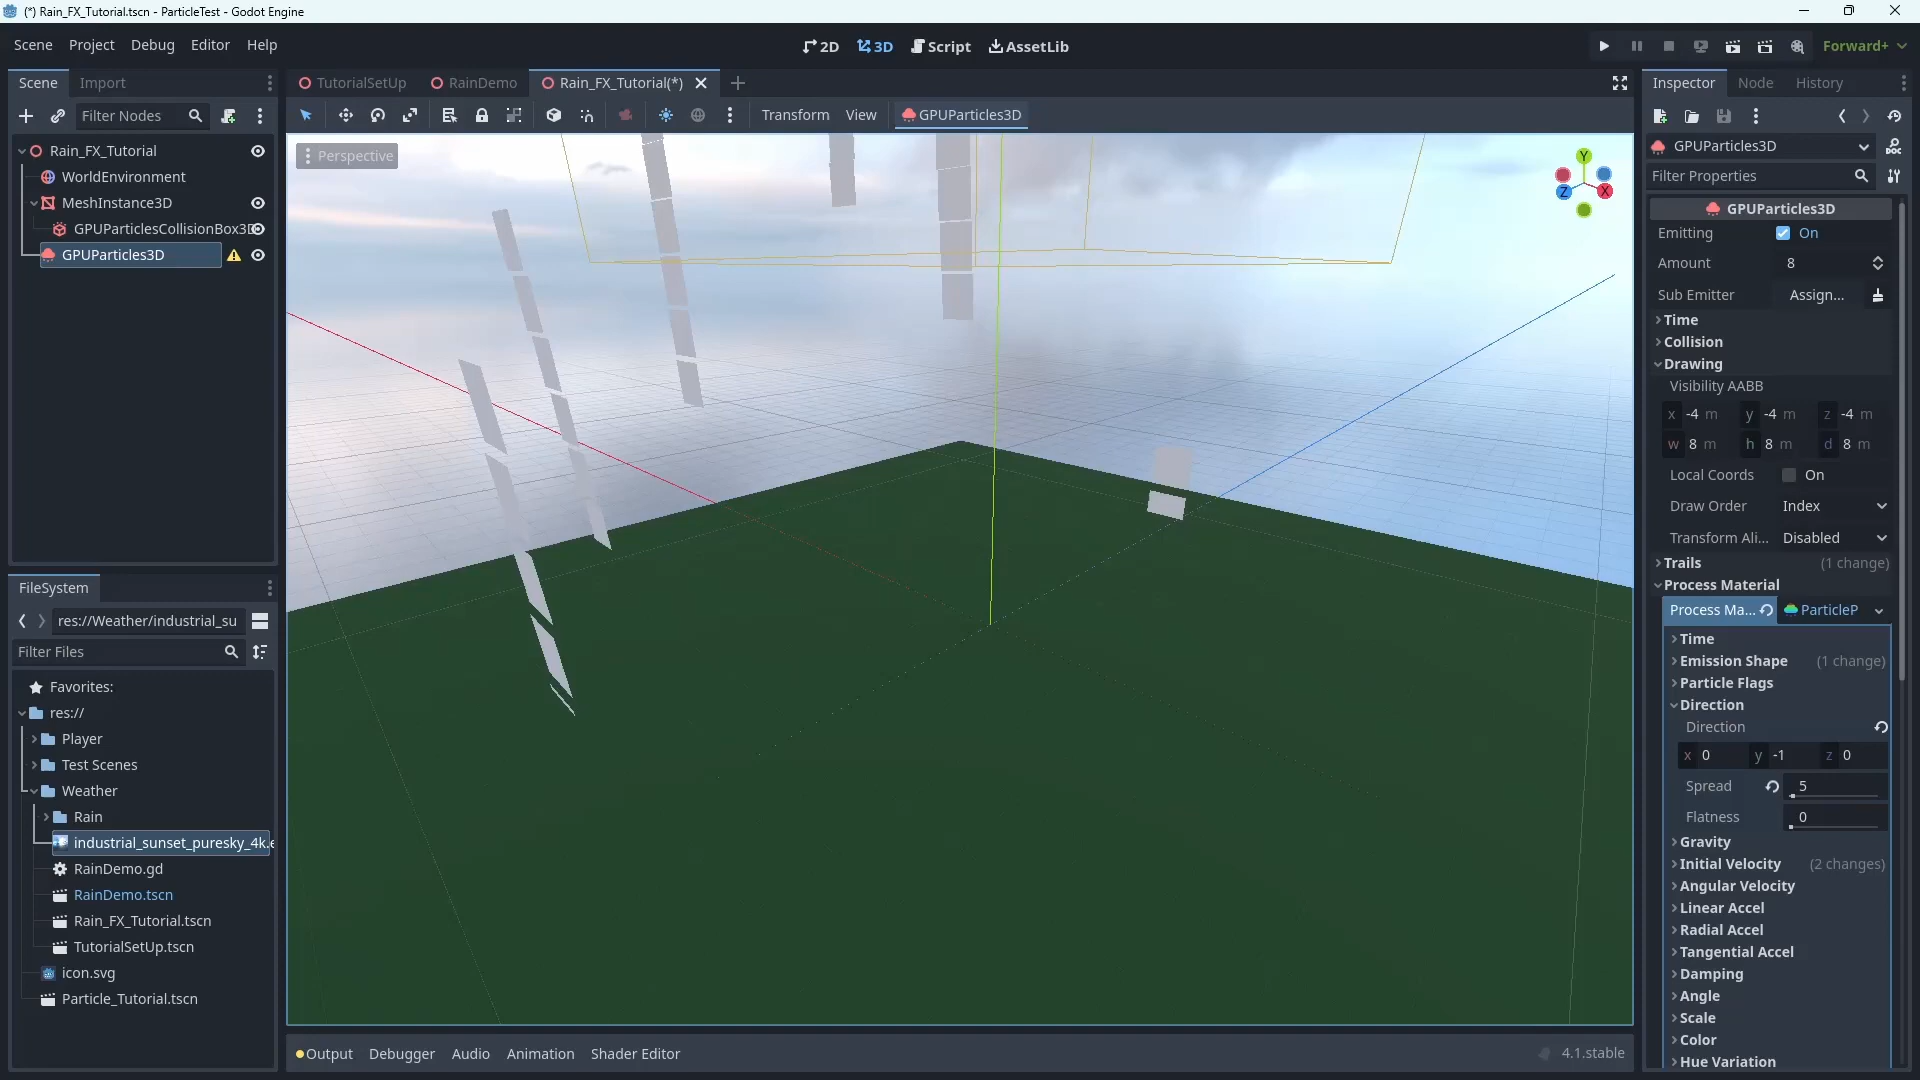 (*) Rain_FX_Tutorial.tscn - ParticleTest - Godot Engine
Scene Project Debug Editor Help
2D 3D Script AssetLib
Forward+
Scene Import
Filter Nodes
Rain_FX_Tutorial
WorldEnvironment
MeshInstance3D
GPUParticlesCollisionBox3D
GPUParticles3D
FileSystem
res://Weather/industrial_su
Filter Files
Favorites:
res://
Player
Test Scenes
Weather
Rain
industrial_sunset_puresky_4k.e
RainDemo.gd
RainDemo.tscn
Rain_FX_Tutorial.tscn
TutorialSetUp.tscn
icon.svg
Particle_Tutorial.tscn
TutorialSetUp RainDemo Rain_FX_Tutorial(*)
Transform View GPUParticles3D
Perspective
Y
Z X
Output Debugger Audio Animation Shader Editor
4.1.stable
Inspector Node History
GPUParticles3D
Filter Properties
GPUParticles3D
Emitting On
Amount 8
Sub Emitter Assign...
Time
Collision
Drawing
Visibility AABB
x -4 m y -4 m z -4 m
w 8 m h 8 m d 8 m
Local Coords On
Draw Order Index
Transform Ali... Disabled
Trails (1 change)
Process Material
Process Ma... ParticleP
Time
Emission Shape (1 change)
Particle Flags
Direction
Direction
x 0 y -1 z 0
Spread 5
Flatness 0
Gravity
Initial Velocity (2 changes)
Angular Velocity
Linear Accel
Radial Accel
Tangential Accel
Damping
Angle
Scale
Color
Hue Variation